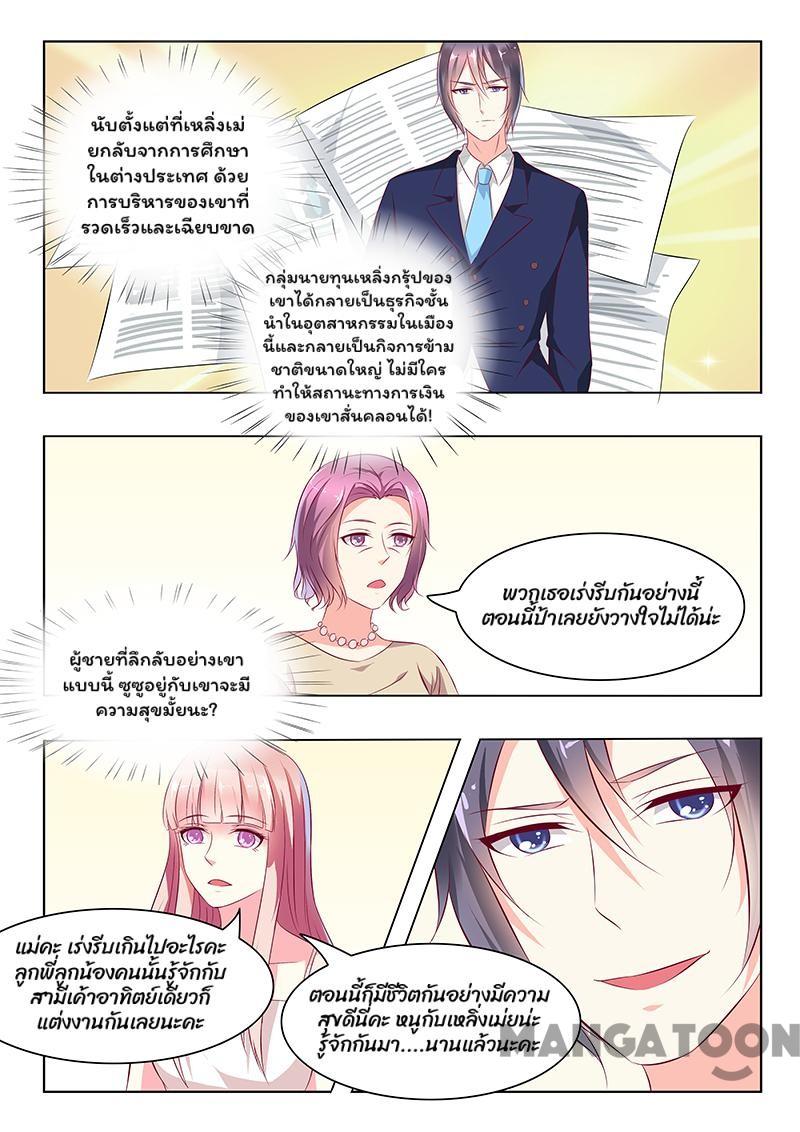 นับตั้งแต่ที่เหลิ่งเม่
ยกลับจากการศึกษา
ในต่างประเทศ ด้วย
การบริหารของเขาที่
รวดเร็วและเฉียบขาด
กลุ่มนายทุนเหลิ่งกรุ้ปของ
เขาได้กลายเป็นธุรกิจชั้น
นำในอุตสาหกรรมในเมือง
นี้และกลายเป็นกิจการข้าม
ชาติขนาดใหญ่ ไม่มีใคร
ทำให้สถานะทางการเงิน
ของเขาสั่นคลอนได้!
พวกเธอเร่งรีบกันอย่างนี้
ตอนนี้ป้าเลยยังวางใจไม่ได้น่ะ
ผู้ชายที่ลึกลับอย่างเขา
แบบนี้ ซูซูอยู่กับเขาจะมี
ความสุขมั้ยนะ?
แม่คะ เร่งรีบเกินไปอะไรคะ
ลูกพี่ลูกน้องคนนั้นรู้จักกับ
สามีเค้าอาทิตย์เดียวก็
แต่งงานกันเลยนะคะ
ตอนนี้ก็มีชีวิตกันอย่างมีความ
สุขดีนี่คะ หนูกับเหลิ่งเม่ยน่ะ
รู้จักกันมา....นานแล้วนะคะ
MANGATOON